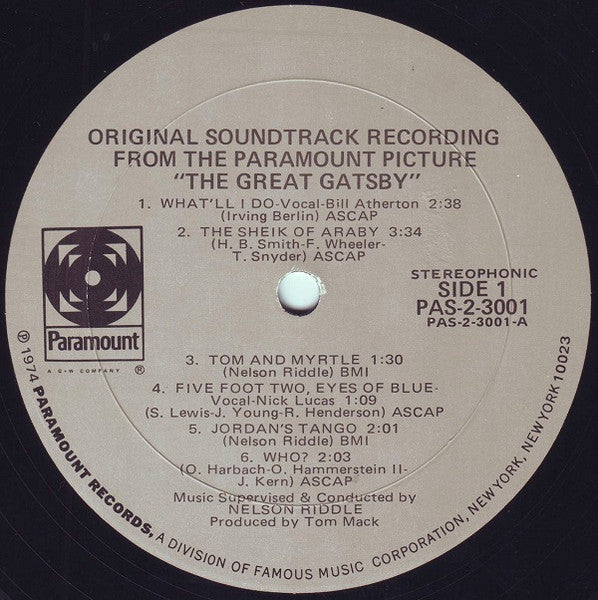 ORIGINAL SOUNDTRACK RECORDING
FROM THE PARAMOUNT PICTURE
"THE GREAT GATSBY"
1. WHAT'LL I DO-Vocal-Bill Atherton 2:38
(Irving Berlin) ASCAP
2. THE SHEIK OF ARABY 3:34
(H. B. Smith-F. Wheeler-
T. Snyder) ASCAP
Paramount
®
A G+W COMPANY
STEREOPHONIC
SIDE 1
PAS-2-3001
PAS-2-3001-A
3. TOM AND MYRTLE 1:30
(Nelson Riddle) BMI
4. FIVE FOOT TWO, EYES OF BLUE-
Vocal-Nick Lucas 1:09
(S. Lewis-J. Young-R. Henderson) ASCAP
5. JORDAN'S TANGO 2:01
(Nelson Riddle) BMI
6. WHO? 2:03
(O. Harbach-O. Hammerstein II-
J. Kern) ASCAP
Music Supervised & Conducted by
NELSON RIDDLE
Produced by Tom Mack
℗ 1974 PARAMOUNT RECORDS, A DIVISION OF FAMOUS MUSIC CORPORATION, NEW YORK, NEW YORK 10023